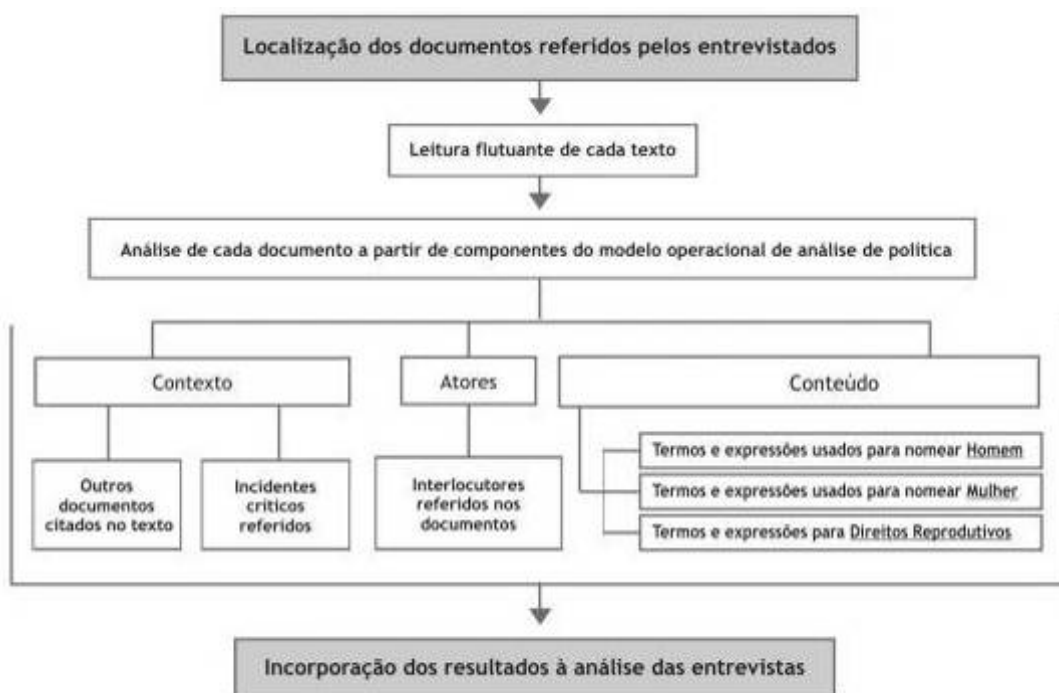 Localização dos documentos referidos pelos entrevistados
Leitura flutuante de cada texto
Análise de cada documento a partir de componentes do modelo operacional de análise de política
Contexto
Atores
Conteúdo
Outros
documentos
citados no texto
Incidentes
críticos
referidos
Interlocutores
referidos nos
documentos
Termos e expressões usados para nomear Homem
Termos e expressões usados para nomear Mulher
Termos e expressões para Direitos Reprodutivos
Incorporação dos resultados à análise das entrevistas